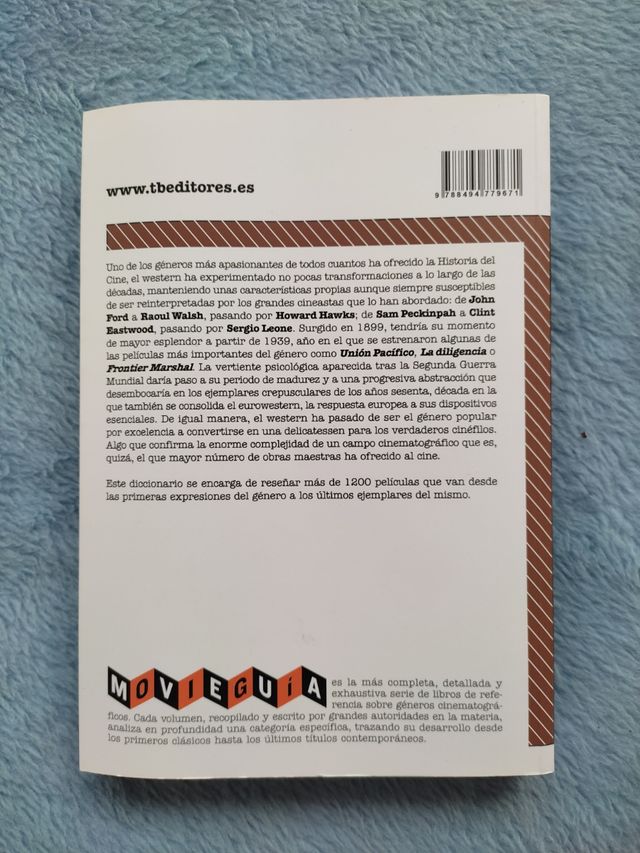 www.tbeditores.es
9 788494 779671
Uno de los géneros más apasionantes de todos cuantos ha ofrecido la Historia del
Cine, el western ha experimentado no pocas transformaciones a lo largo de las
décadas, manteniendo unas características propias aunque siempre susceptibles
de ser reinterpretadas por los grandes cineastas que lo han abordado: de John
Ford a Raoul Walsh, pasando por Howard Hawks; de Sam Peckinpah a Clint
Eastwood, pasando por Sergio Leone. Surgido en 1899, tendría su momento
de mayor esplendor a partir de 1939, año en el que se estrenaron algunas de
las películas más importantes del género como Unión Pacífico, La diligencia o
Frontier Marshal. La vertiente psicológica aparecida tras la Segunda Guerra
Mundial daría paso a su periodo de madurez y a una progresiva abstracción que
desembocaría en los ejemplares crepusculares de los años sesenta, década en la
que también se consolida el eurowestern, la respuesta europea a sus dispositivos
esenciales. De igual manera, el western ha pasado de ser el género popular
por excelencia a convertirse en una delicatessen para los verdaderos cinéfilos.
Algo que confirma la enorme complejidad de un campo cinematográfico que es,
quizá, el que mayor número de obras maestras ha ofrecido al cine.
Este diccionario se encarga de reseñar más de 1200 películas que van desde
las primeras expresiones del género a los últimos ejemplares del mismo.
MOVIEGUÍA es la más completa, detallada y
exhaustiva serie de libros de refe-
rencia sobre géneros cinematográ-
ficos. Cada volumen, recopilado y escrito por grandes autoridades en la materia,
analiza en profundidad una categoría específica, trazando su desarrollo desde
los primeros clásicos hasta los últimos títulos contemporáneos.